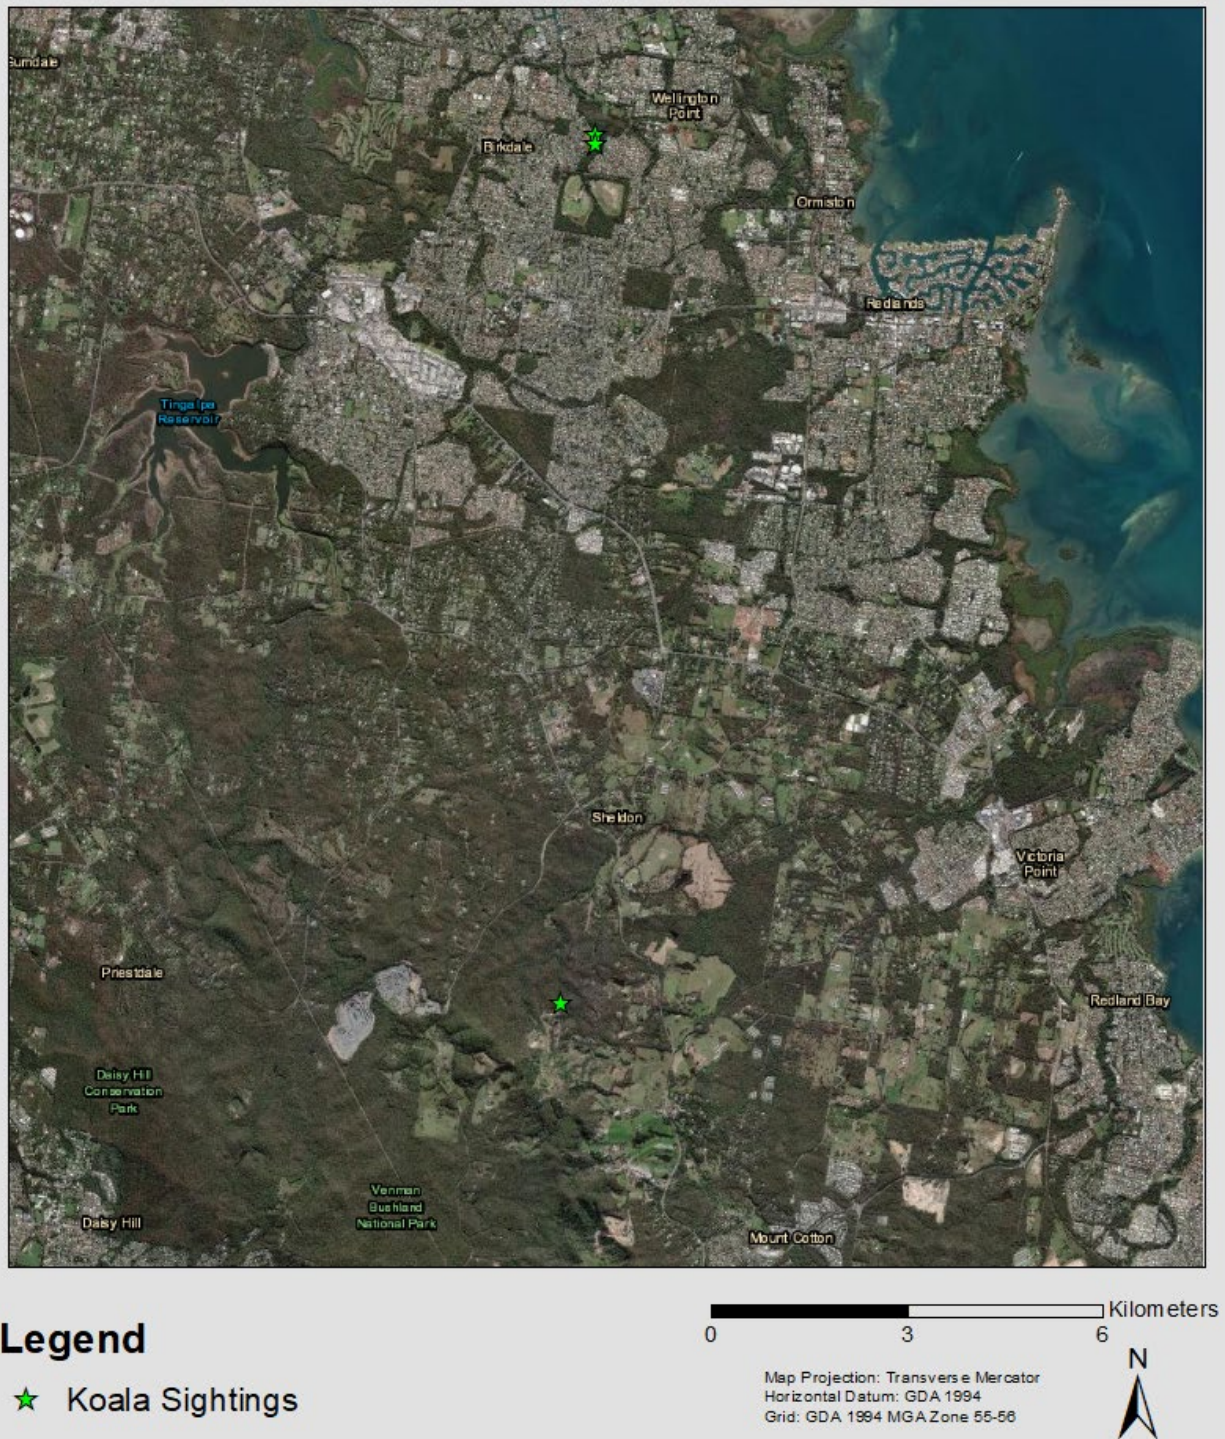 Gumdale
Wellington
Point
Birkdale
Ormiston
Redlands
Tingalpa
Reservoir
Sheldon
Victoria
Point
Priestdale
Redland Bay
Daisy Hill
Conservation
Park
Venman
Bushland
National Park
Daisy Hill
Mount Cotton
Legend
Koala Sightings
Kilometers
0 3 6
N
Map Projection: Transverse Mercator
Horizontal Datum: GDA 1994
Grid: GDA 1994 MGA Zone 55-56